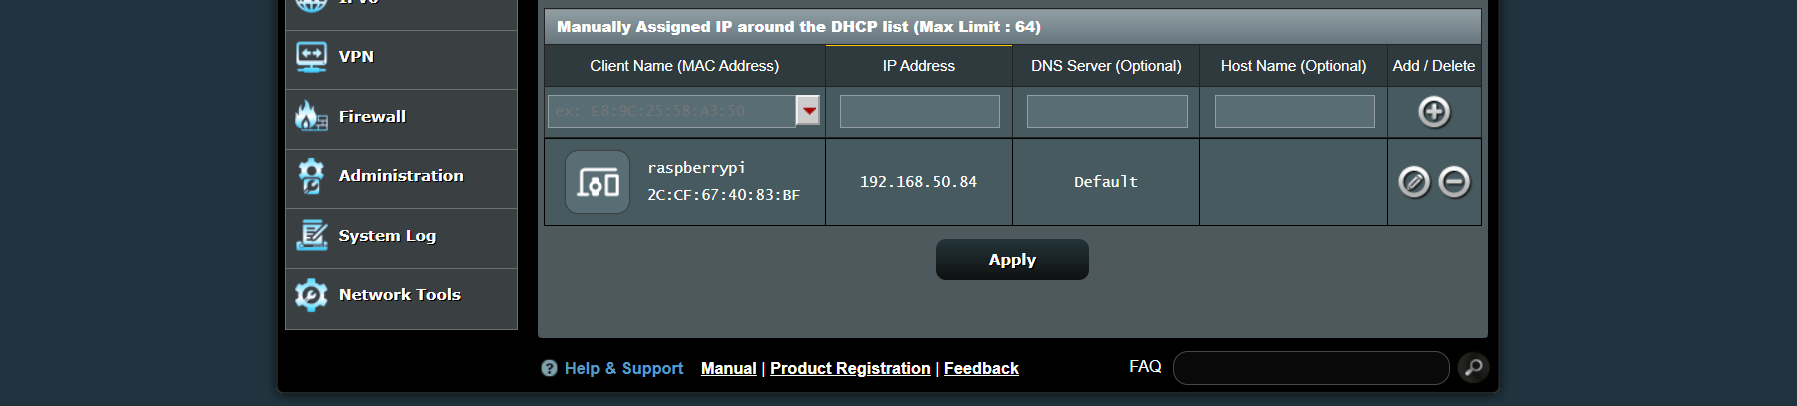 IPv6
Manually Assigned IP around the DHCP list (Max Limit : 64)
VPN
Client Name (MAC Address) IP Address DNS Server (Optional) Host Name (Optional) Add / Delete
ex: E8:9C:25:5B:A3:50
Firewall
raspberrypi
2C:CF:67:40:83:BF
192.168.50.84
Default
Administration
System Log
Apply
Network Tools
? Help & Support Manual | Product Registration | Feedback FAQ